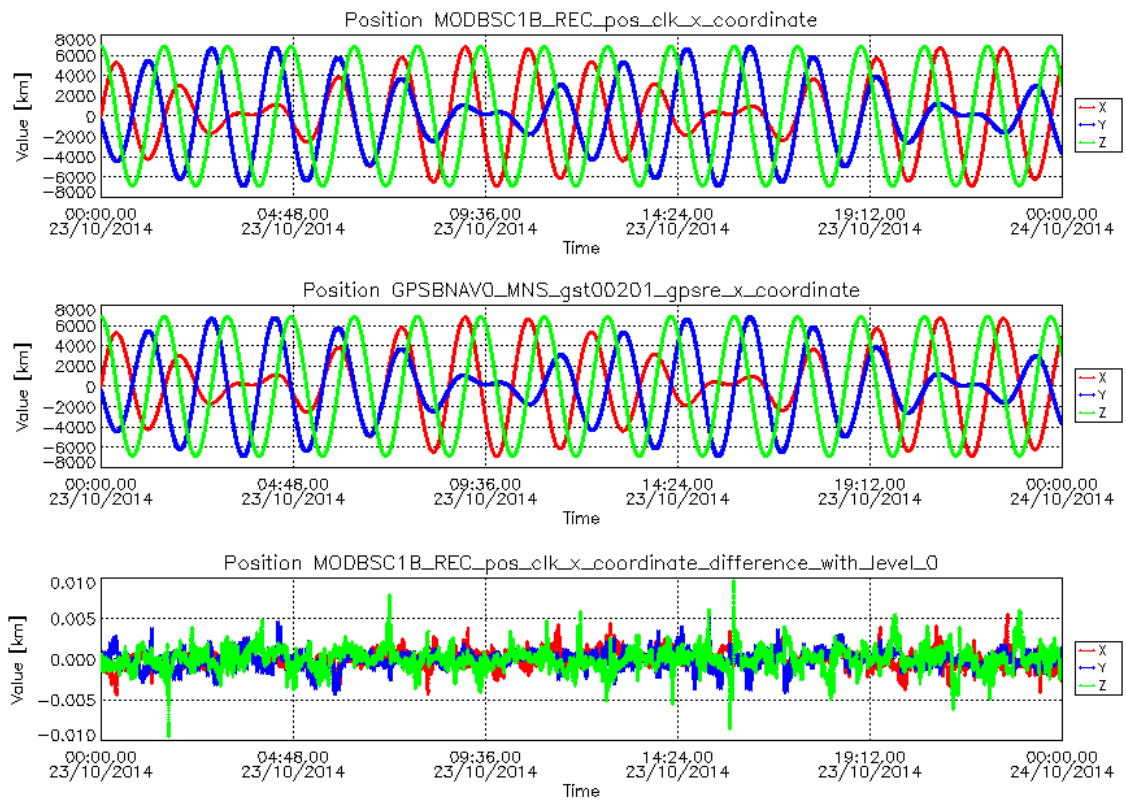 Position MODBSC1B_REC_pos_clk_x_coordinate
8000
6000
4000
2000
0
-2000
-4000
-6000
-8000
Value [km]
X
Y
Z
00:00.00 04:48.00 09:36.00 14:24.00 19:12.00 00:00.00
23/10/2014 23/10/2014 23/10/2014 23/10/2014 23/10/2014 24/10/2014
Time
Position GPSBNAV0_MNS_gst00201_gpsre_x_coordinate
8000
6000
4000
2000
0
-2000
-4000
-6000
-8000
Value [km]
X
Y
Z
00:00.00 04:48.00 09:36.00 14:24.00 19:12.00 00:00.00
23/10/2014 23/10/2014 23/10/2014 23/10/2014 23/10/2014 24/10/2014
Time
Position MODBSC1B_REC_pos_clk_x_coordinate_difference_with_level_0
0.010
0.005
0.000
-0.005
-0.010
Value [km]
X
Y
Z
00:00.00 04:48.00 09:36.00 14:24.00 19:12.00 00:00.00
23/10/2014 23/10/2014 23/10/2014 23/10/2014 23/10/2014 24/10/2014
Time